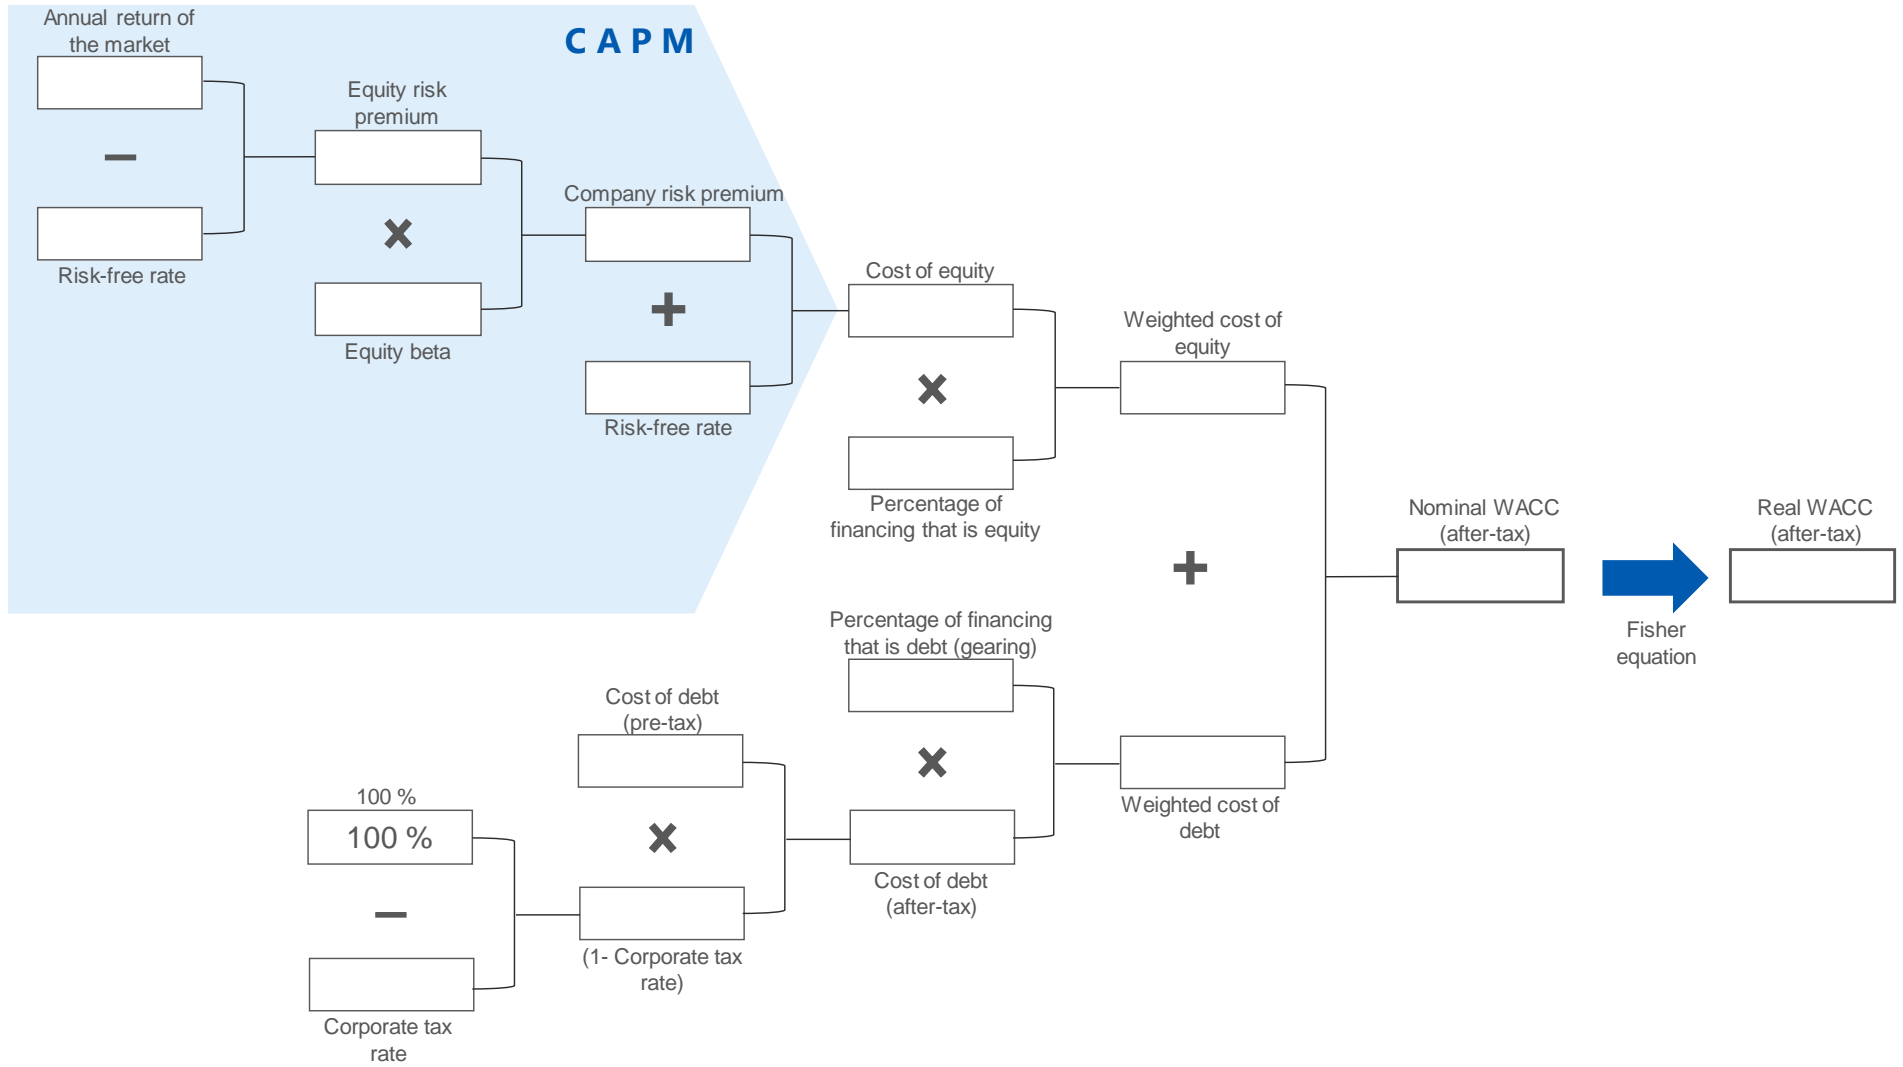 Annual return of
the market
C A P M
Equity risk
premium
Risk-free rate
Equity beta
Company risk premium
Risk-free rate
Cost of equity
Percentage of
financing that is equity
Weighted cost of
equity
Nominal WACC
(after-tax)
Real WACC
(after-tax)
Fisher
equation
Percentage of financing
that is debt (gearing)
Cost of debt
(pre-tax)
Weighted cost of
debt
100 %
100 %
Cost of debt
(after-tax)
(1- Corporate tax
rate)
Corporate tax
rate